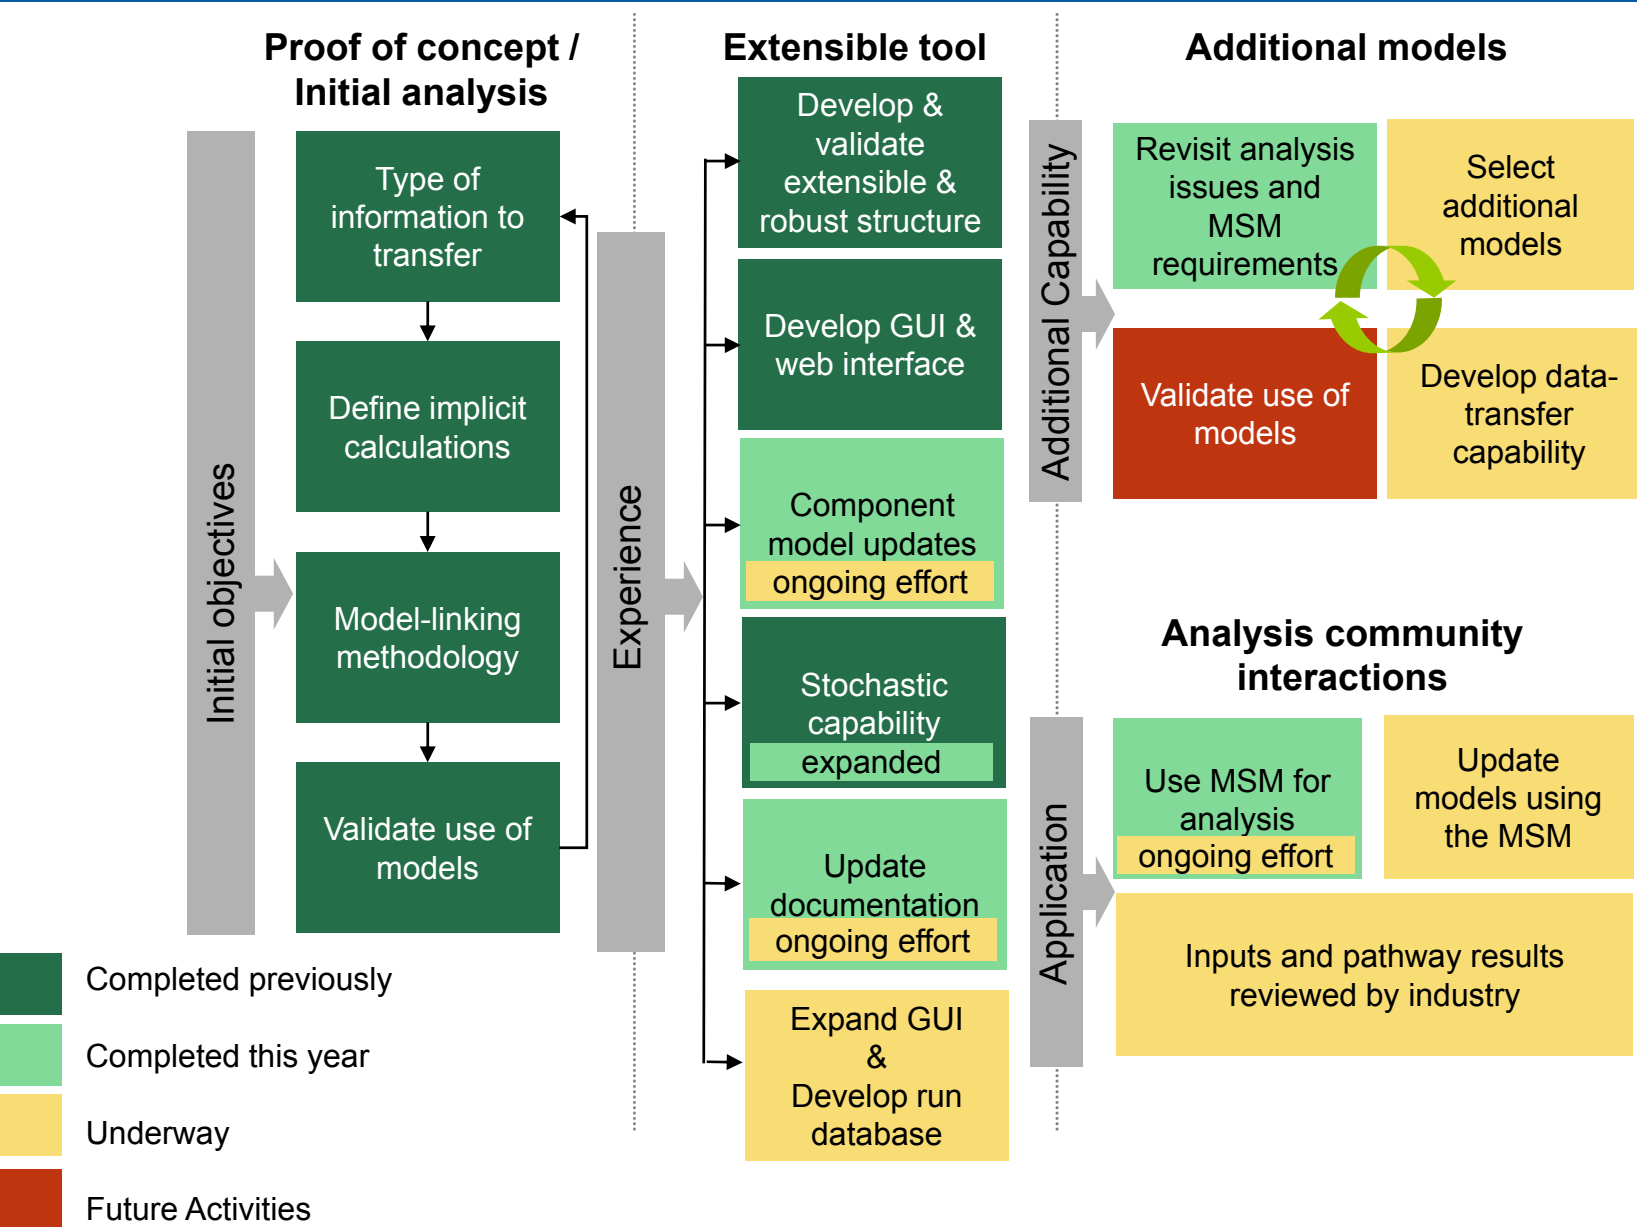 Proof of concept /
Initial analysis
Initial objectives
Type of
information to
transfer
Define implicit
calculations
Model-linking
methodology
Validate use of
models
Experience
Extensible tool
Develop &
validate
extensible &
robust structure
Develop GUI &
web interface
Component
model updates
ongoing effort
Stochastic
capability
expanded
Update
documentation
ongoing effort
Expand GUI
&
Develop run
database
Additional Capability
Additional models
Revisit analysis
issues and
MSM
requirements
Select
additional
models
Validate use of
models
Develop data-
transfer
capability
Application
Analysis community
interactions
Use MSM for
analysis
ongoing effort
Update
models using
the MSM
Inputs and pathway results
reviewed by industry
Completed previously
Completed this year
Underway
Future Activities